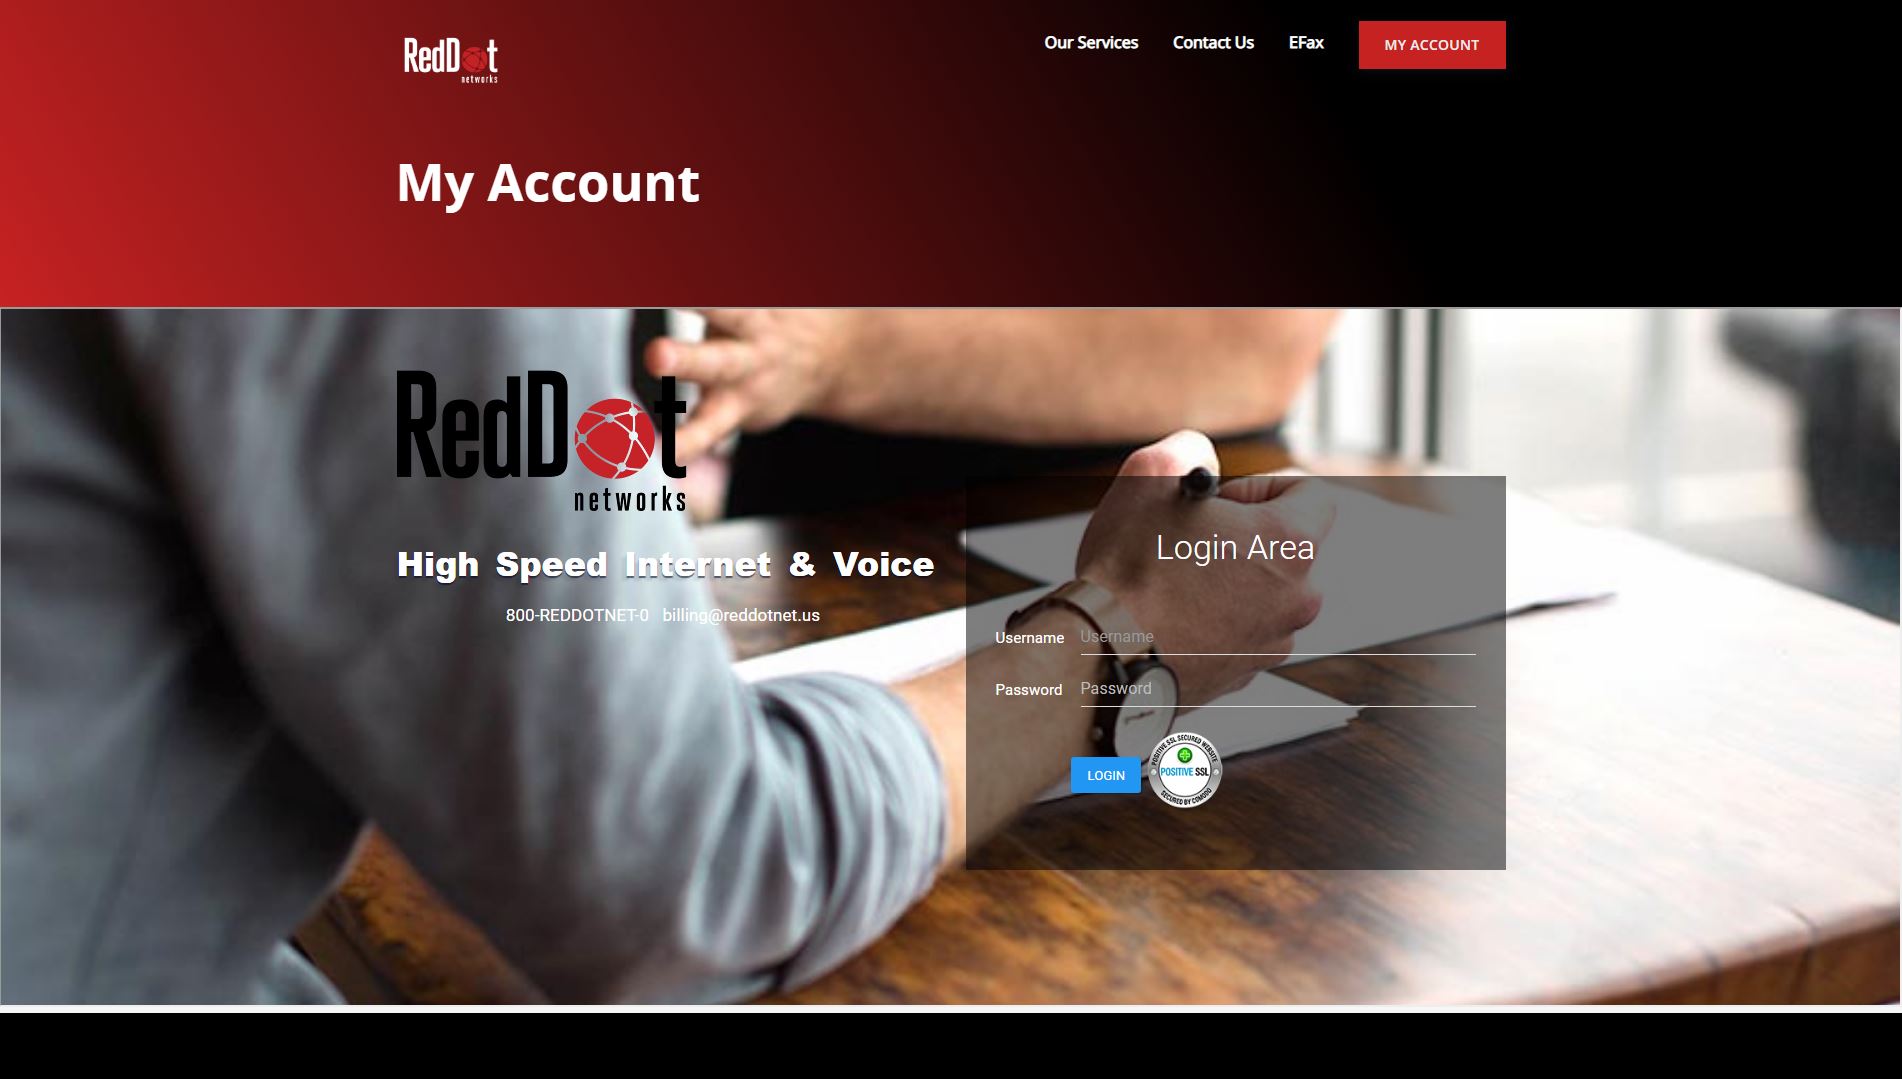 RedDot
networks
Our Services
Contact Us
EFax
MY ACCOUNT
My Account
RedDot
networks
High Speed Internet & Voice
800-REDDOTNET-0 billing@reddotnet.us
Login Area
Username Username
Password Password
LOGIN
POSITIVE SSL SECURED WEBSITE
POSITIVE SSL
SECURED BY COMODO